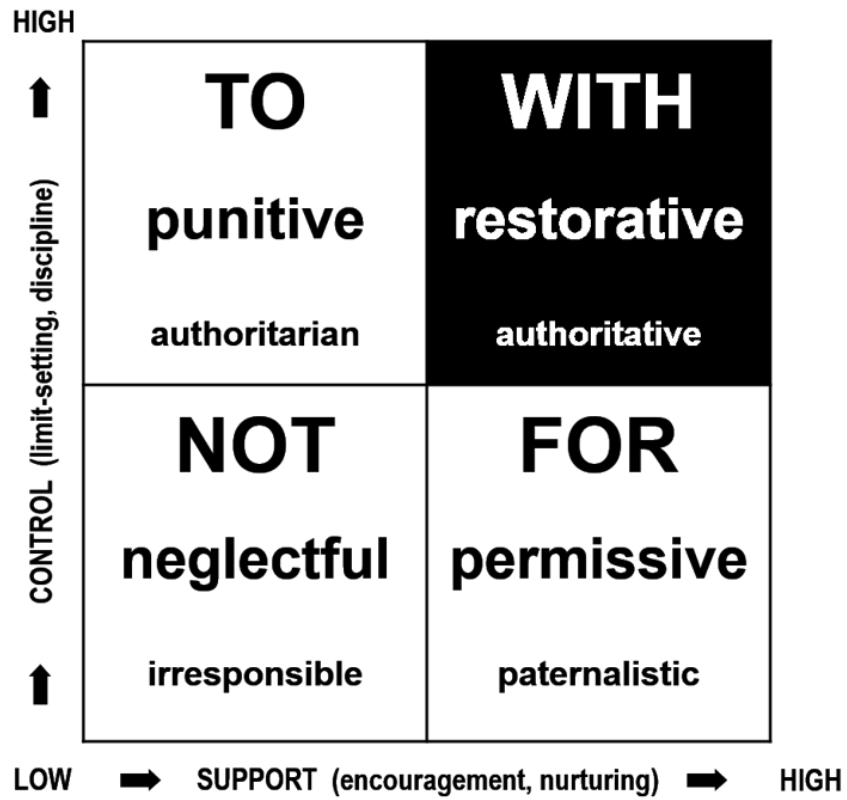 HIGH
TO
punitive
authoritarian
WITH
restorative
authoritative
CONTROL (limit-setting, discipline)
NOT
neglectful
irresponsible
FOR
permissive
paternalistic
LOW
SUPPORT (encouragement, nurturing)
HIGH